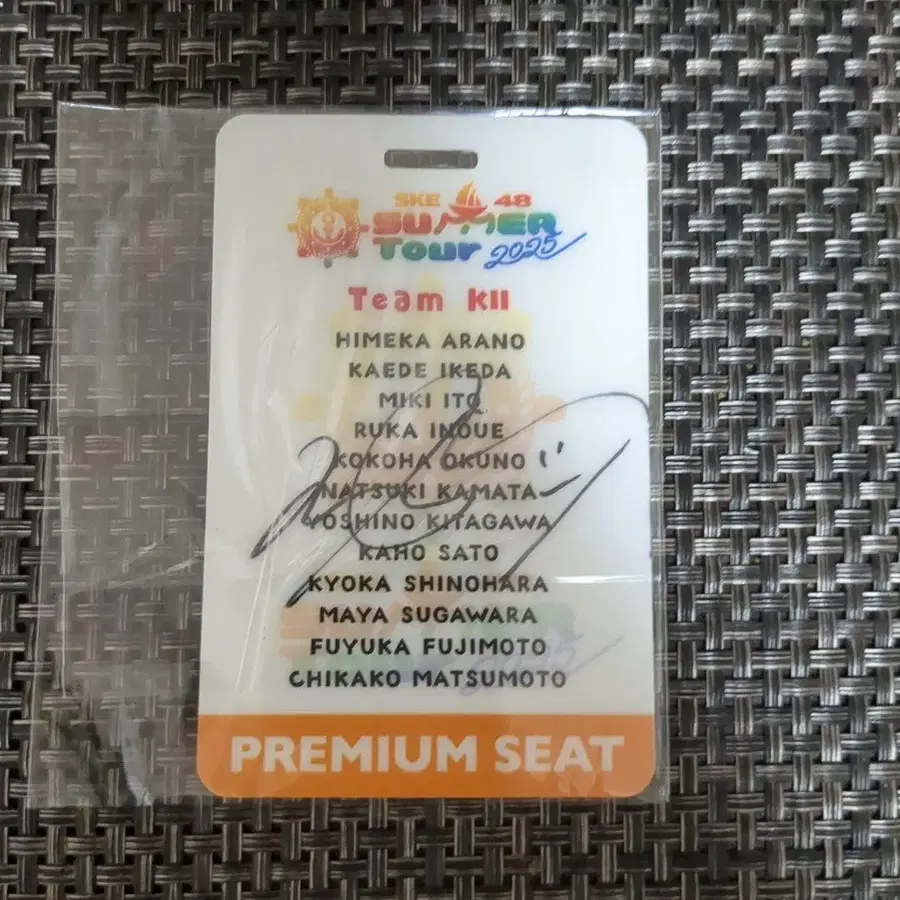 SKE 48
SUMMER
Tour 2025
Team KII
HIMEKA ARANO
KAEDE IKEDA
MIKI ITO
RUKA INOUE
KOKOHA OKUNO
NATSUKI KAMATA
YOSHINO KITAGAWA
KAHO SATO
KYOKA SHINOHARA
MAYA SUGAWARA
FUYUKA FUJIMOTO
CHIKAKO MATSUMOTO
PREMIUM SEAT